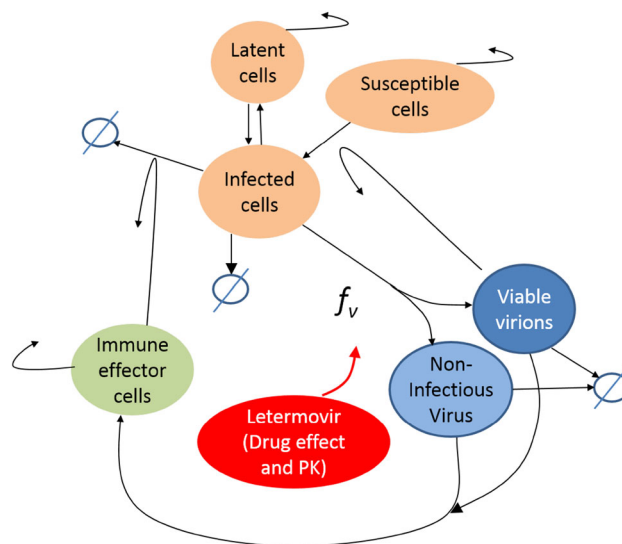 Latent
cells
Susceptible
cells
Infected
cells
Viable
virions
fv
Immune
effector
cells
Non-
Infectious
Virus
Letermovir
(Drug effect
and PK)